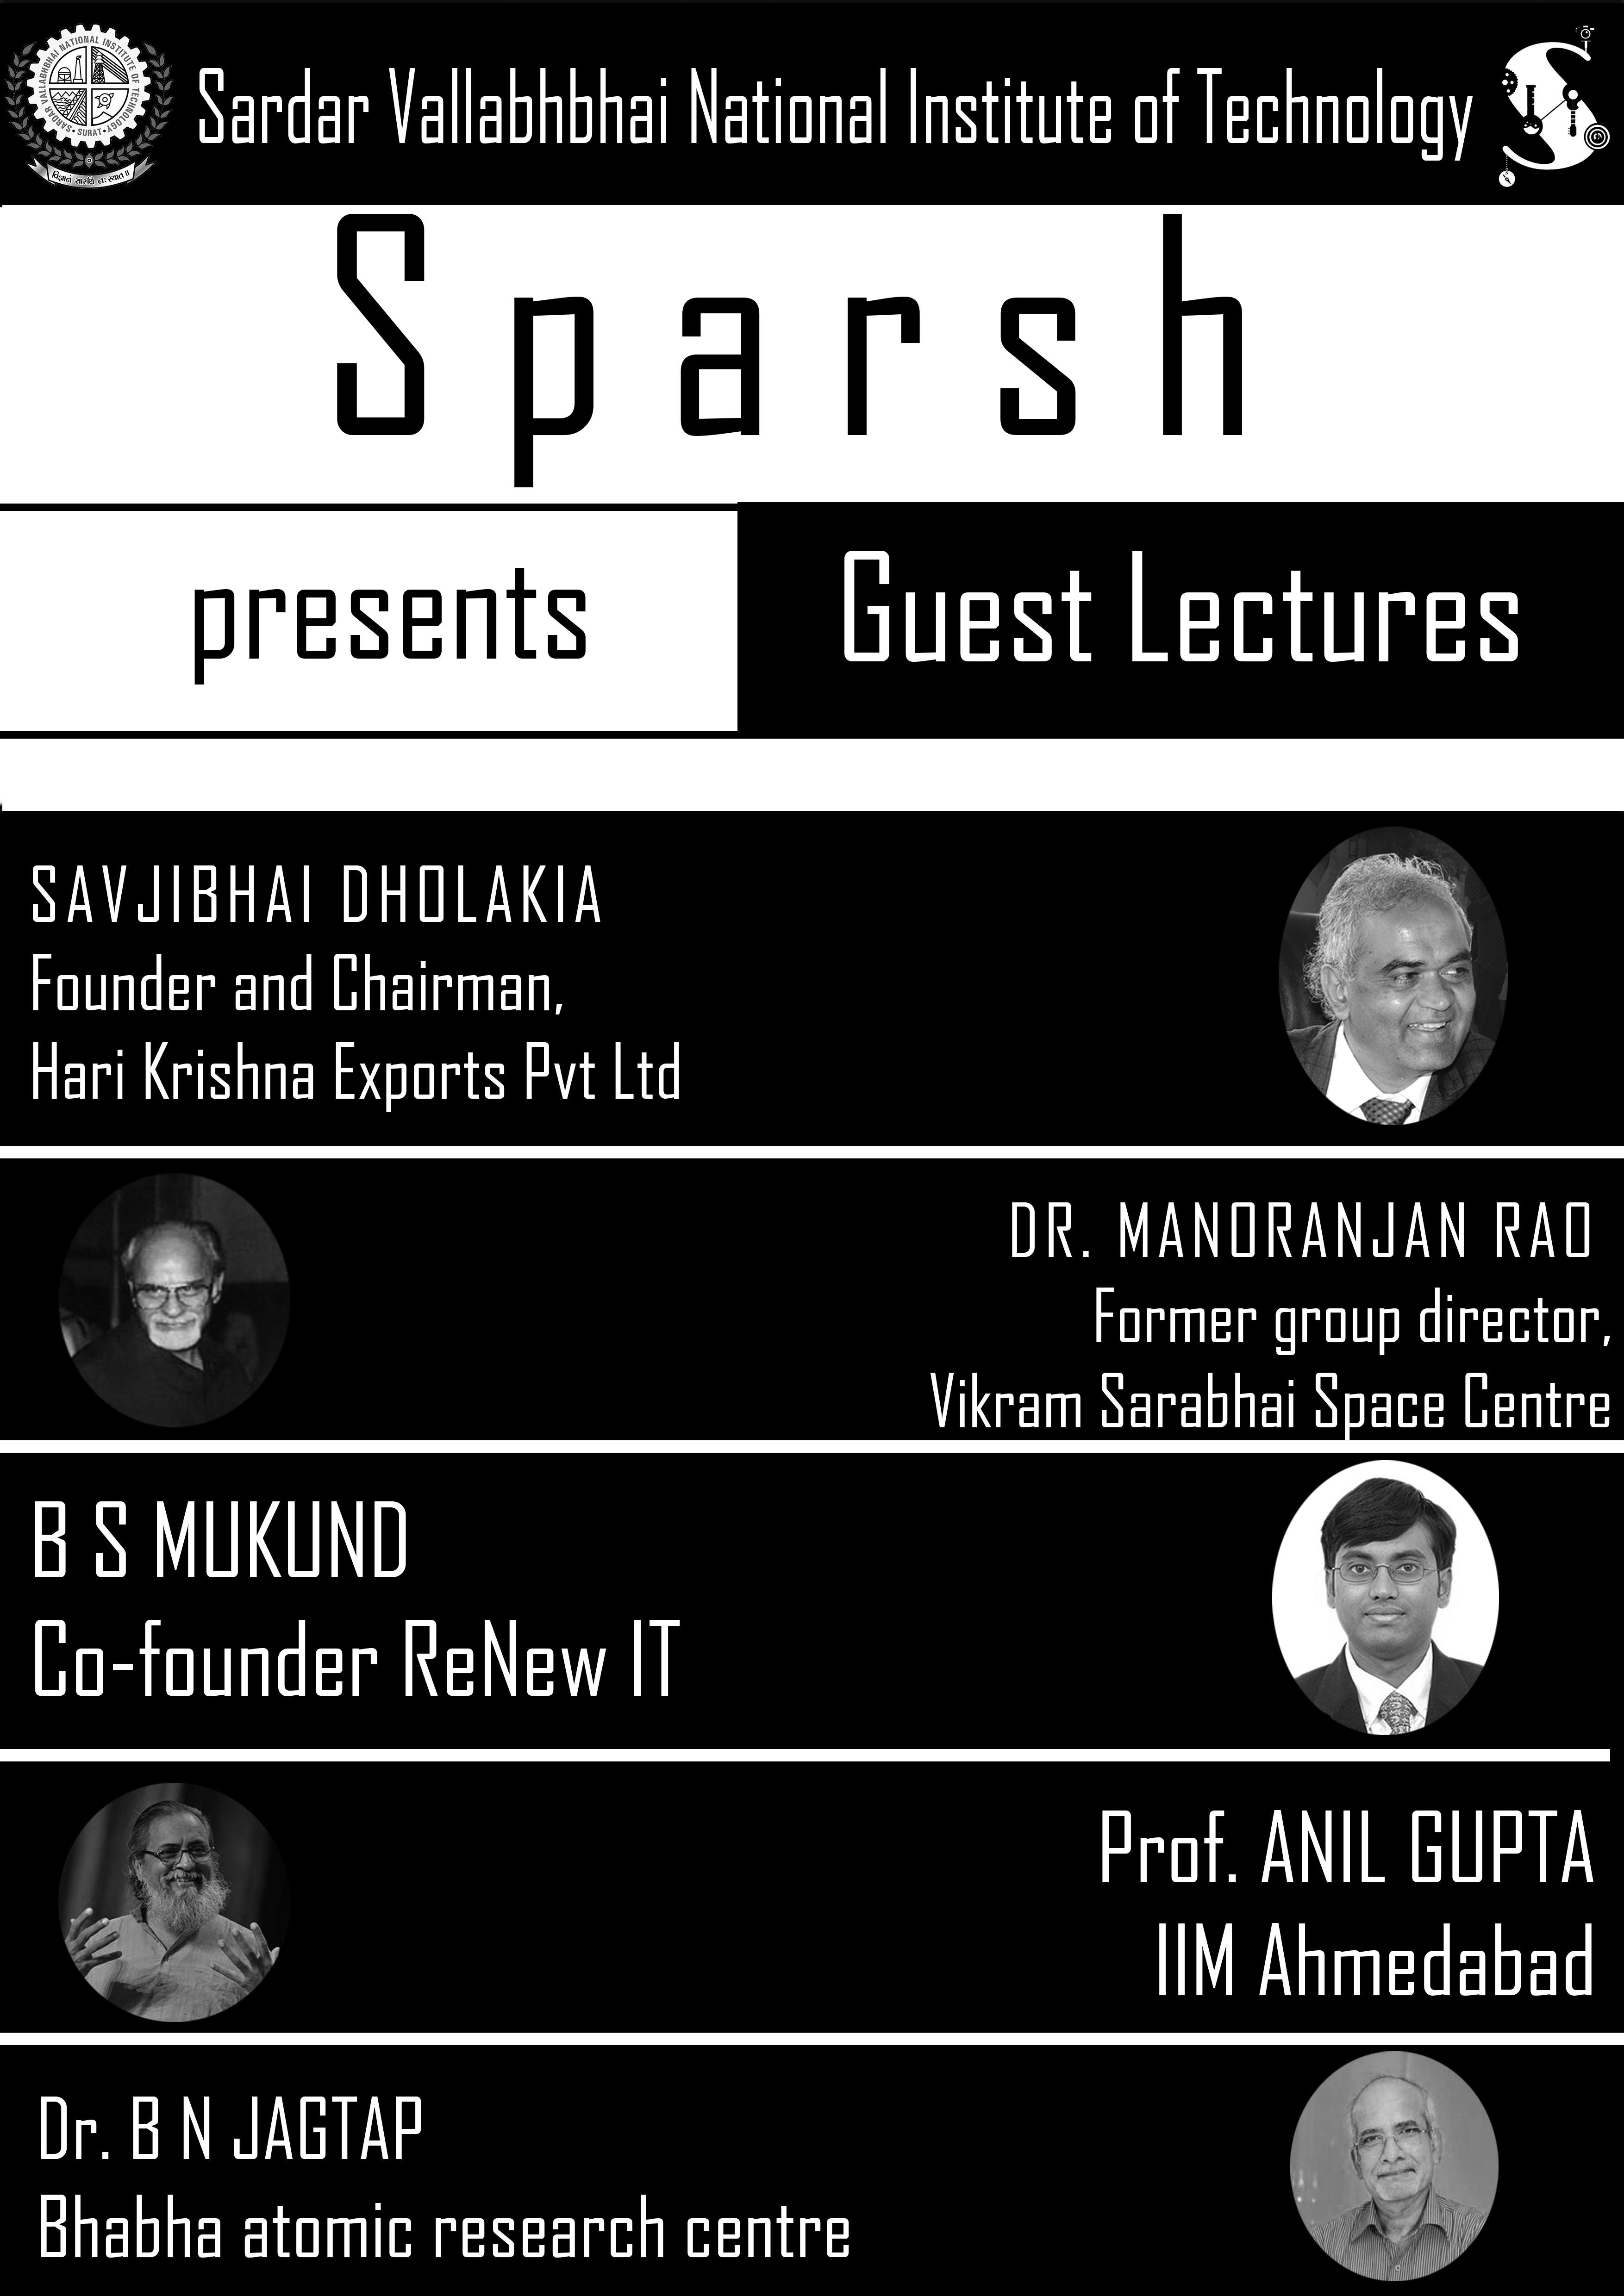 SARDAR VALLABHBHAI NATIONAL INSTITUTE OF TECHNOLOGY
• SURAT •
Sardar Vallabhbhai National Institute of Technology
Sparsh
presents
Guest Lectures
SAVJIBHAI DHOLAKIA
Founder and Chairman,
Hari Krishna Exports Pvt Ltd
DR. MANORANJAN RAO
Former group director,
Vikram Sarabhai Space Centre
B S MUKUND
Co-founder ReNew IT
Prof. ANIL GUPTA
IIM Ahmedabad
Dr. B N JAGTAP
Bhabha atomic research centre